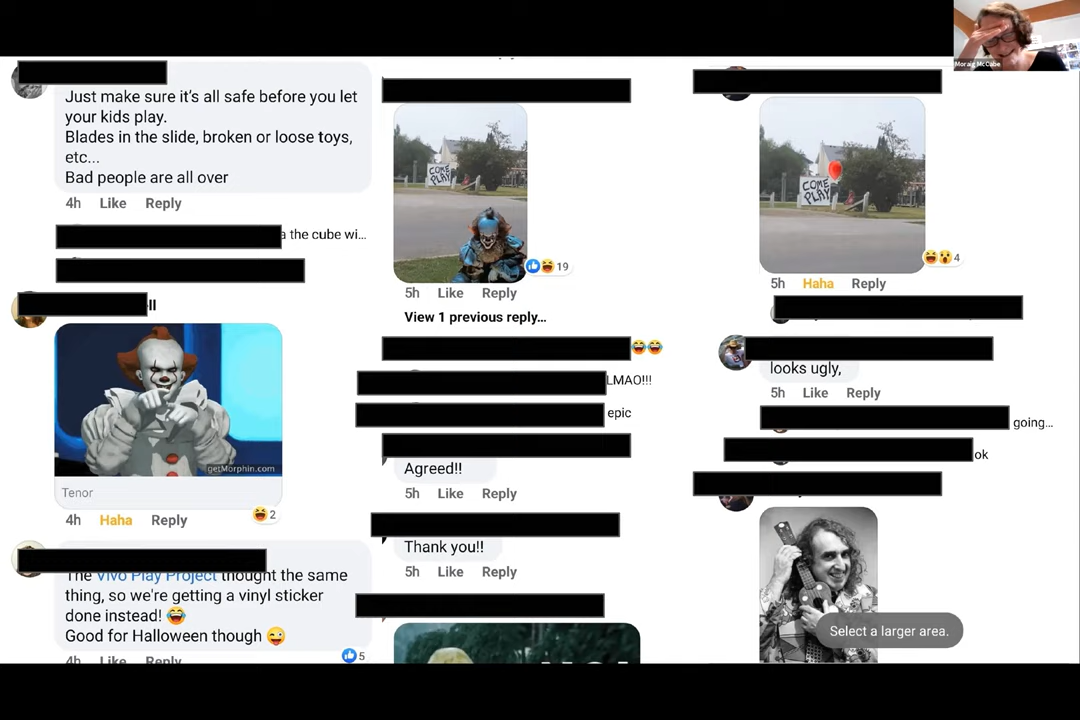 Moraig McCabe
Just make sure it's all safe before you let
your kids play.
Blades in the slide, broken or loose toys,
etc...
Bad people are all over
4h Like Reply
a the cube wi...
ll
getMorphin.com
Tenor
4h Haha Reply
2
The Vivo Play Project thought the same
thing, so we're getting a vinyl sticker
done instead! 😂
Good for Halloween though 😜
4h Like Reply
5
COME
PLAY
19
5h Like Reply
View 1 previous reply...
😂😂
LMAO!!!
epic
Agreed!!
5h Like Reply
Thank you!!
5h Like Reply
COME
PLAY
4
5h Haha Reply
looks ugly,
5h Like Reply
going...
ok
Select a larger area.